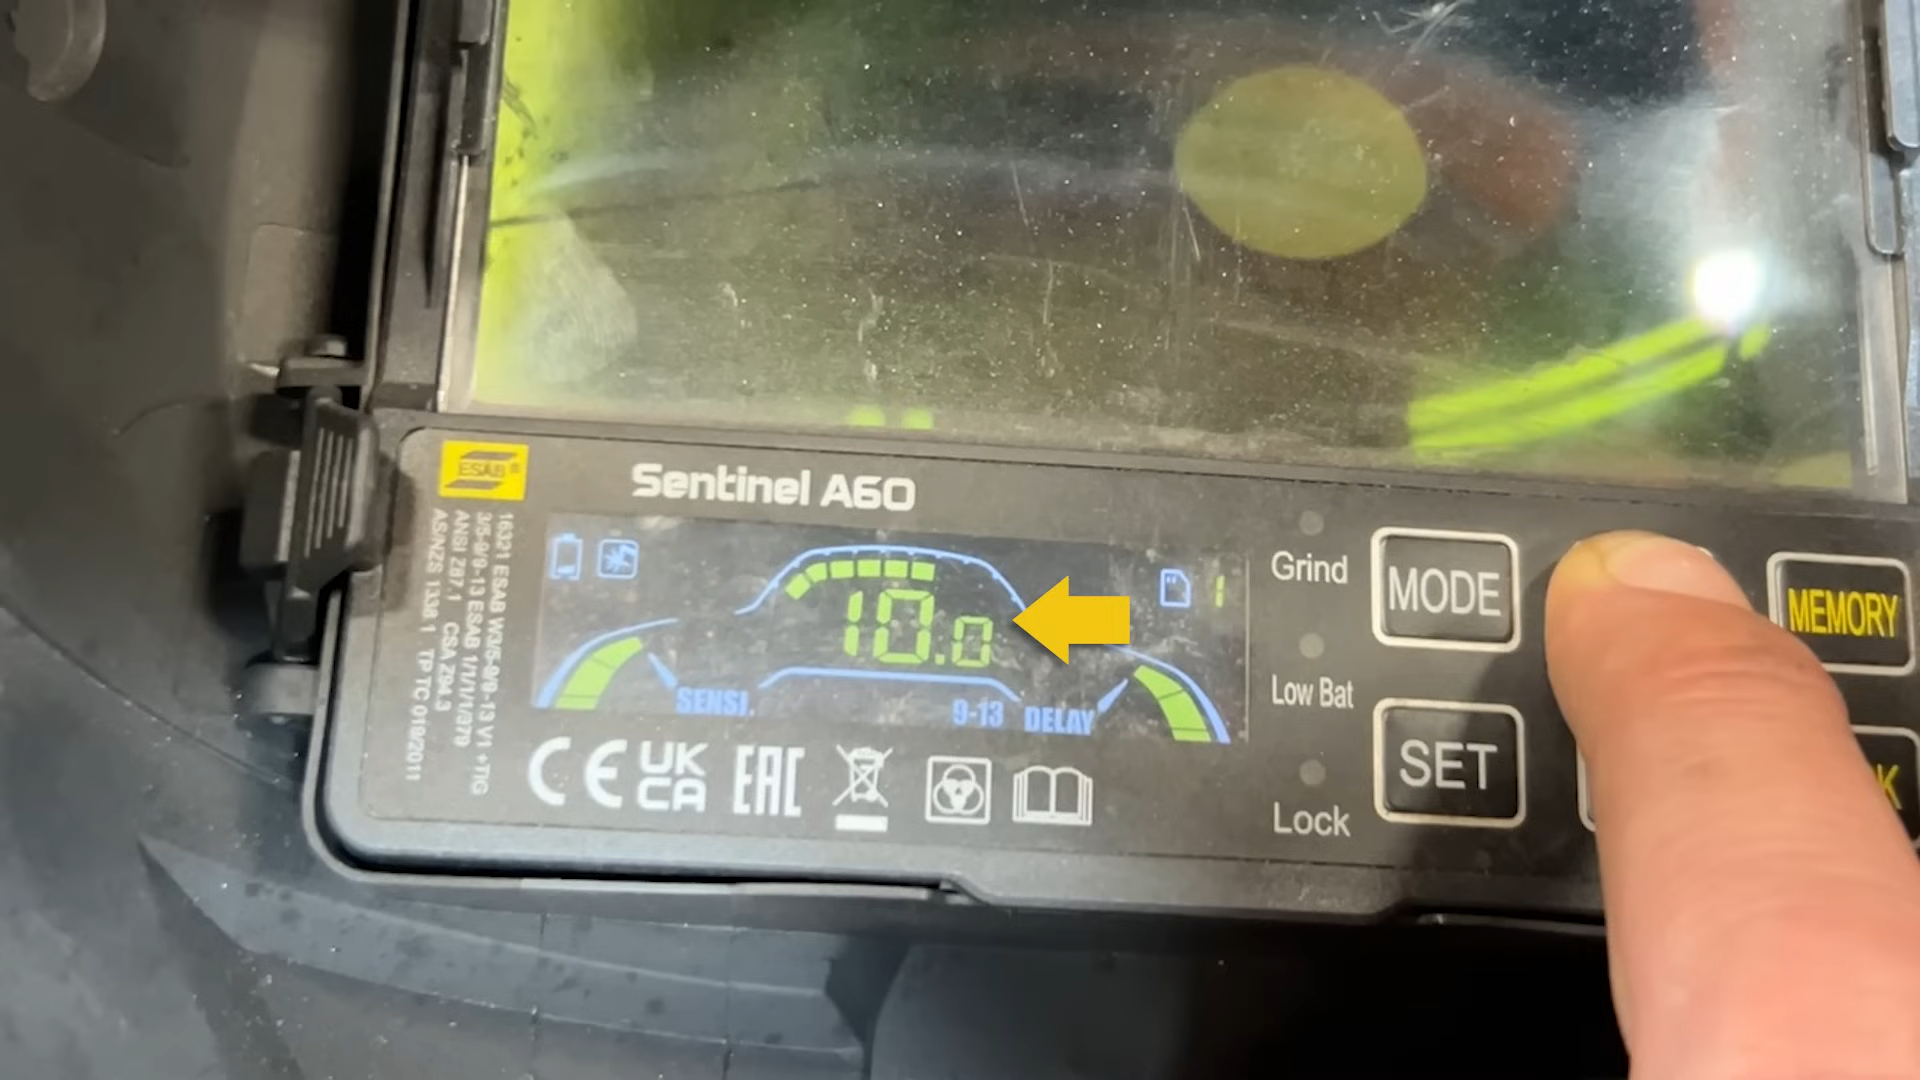 ESAB®
Sentinel A60
16321 ESAB W3/5-9/9-13 V1 +TIG
3/5-9/9-13 ESAB 1/1/1/1/379
ANSI Z87.1 CSA Z94.3
AS/NZS 1338.1 TP TC 019/2011
1
10.0
SENSI.
9-13
DELAY
CE
UK
CA
EAC
Grind
Low Bat
Lock
MODE
SET
MEMORY
K